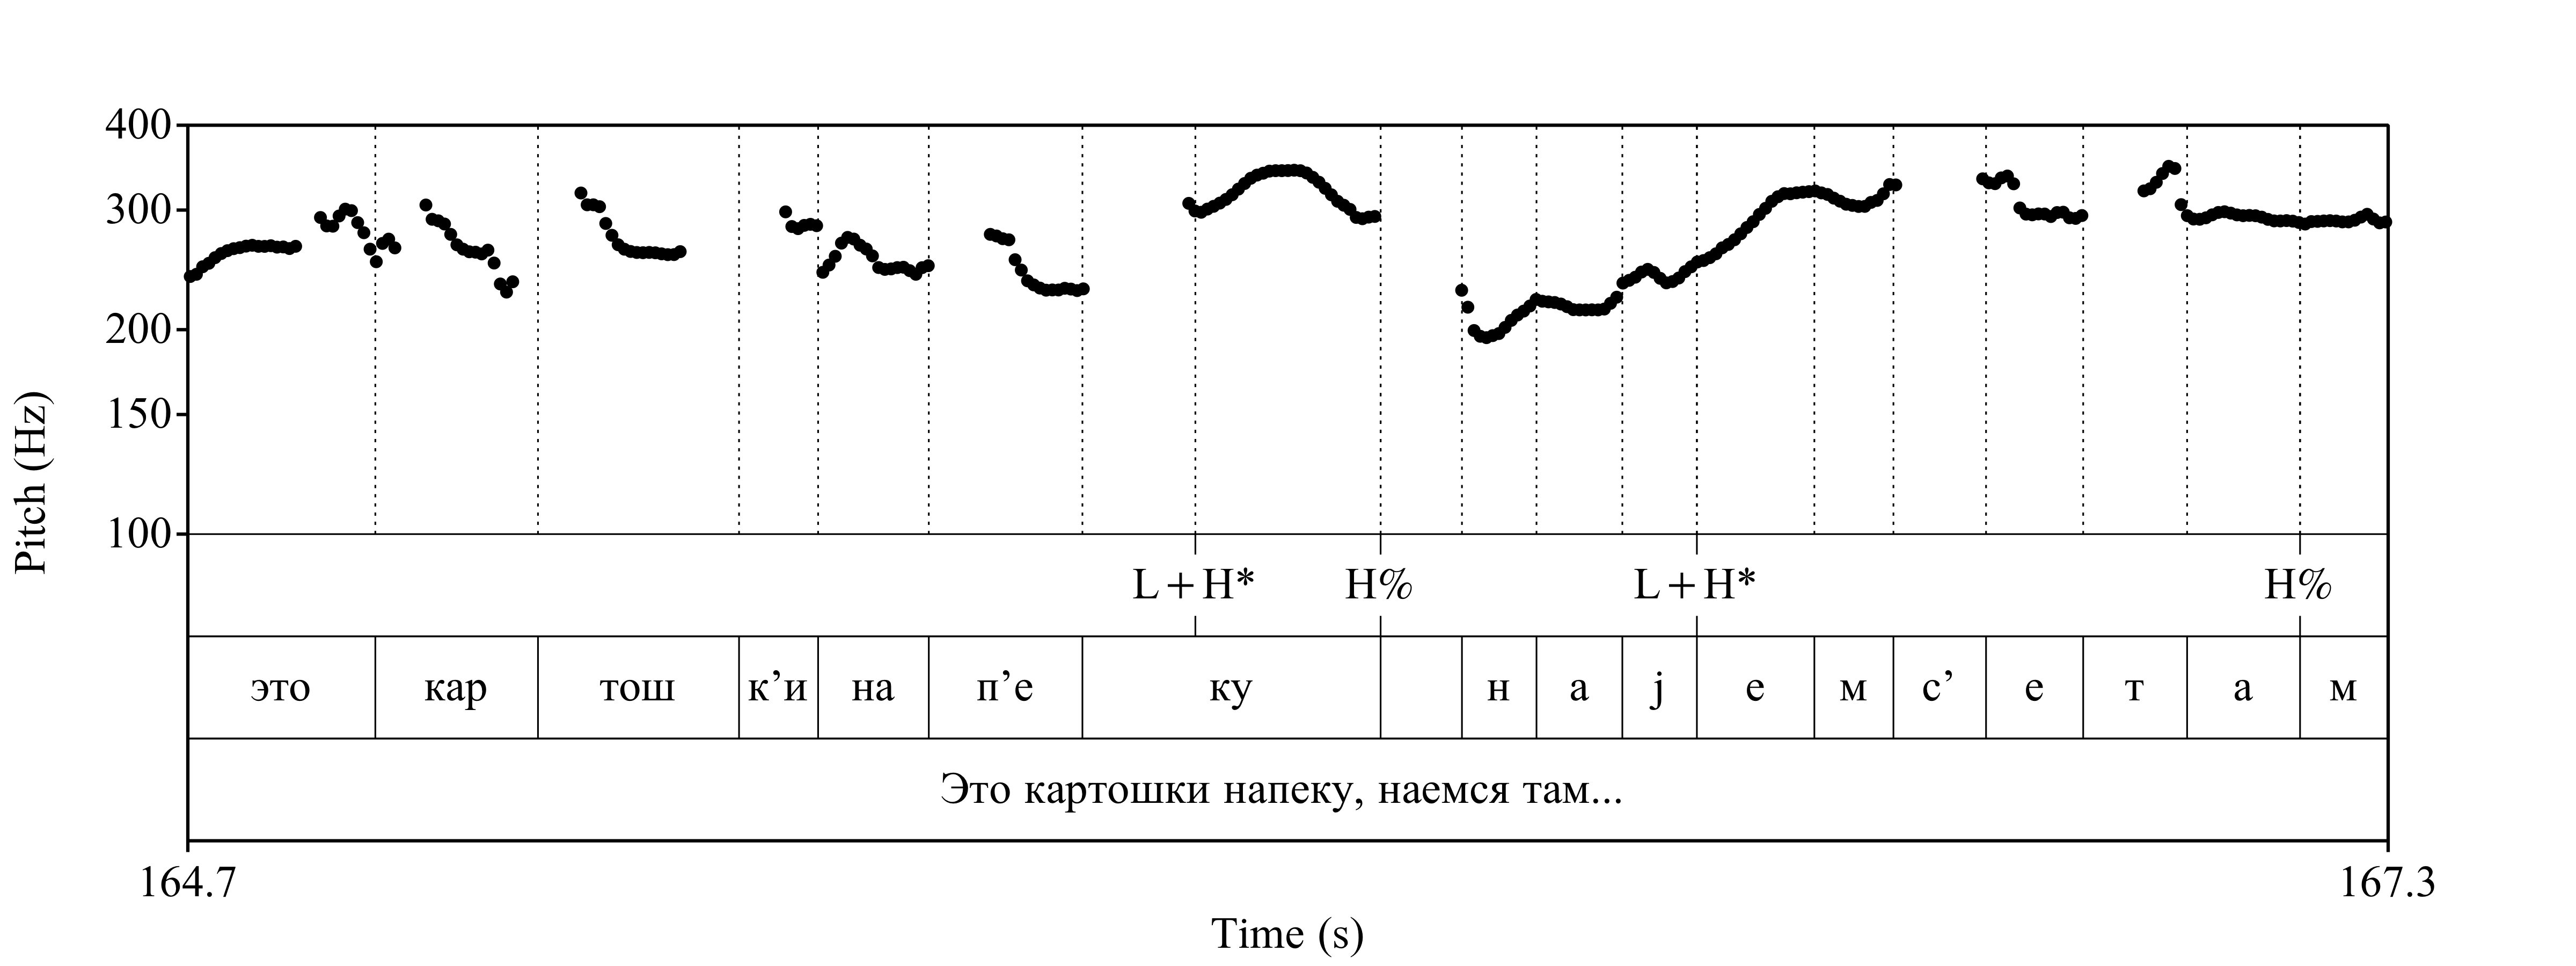 400
300
200
150
100
Pitch (Hz)
L+H* H% L+H* H%
это кар тош к’и на п’е ку н а j е м с’ е т а м
Это картошки напеку, наемся там...
164.7 167.3
Time (s)